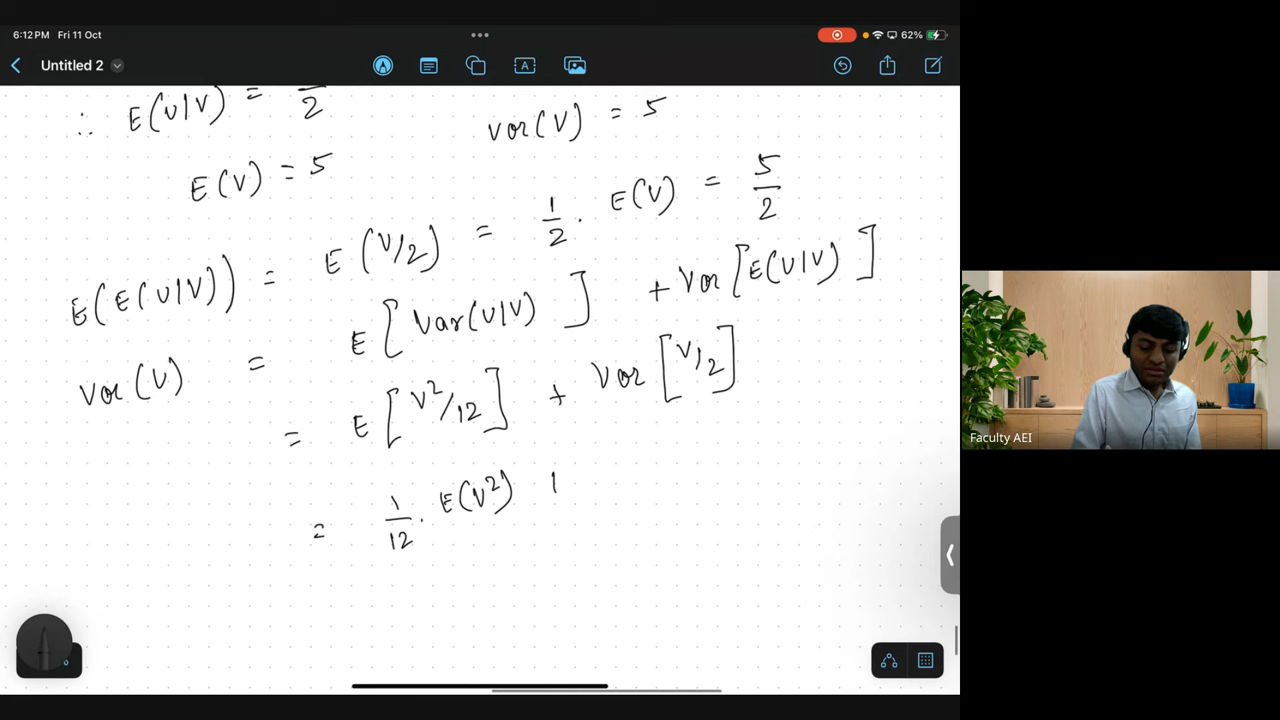 6:12 PM Fri 11 Oct 62%
Untitled 2
∴ E(U|V) = /2
Var(V) = 5
E(V) = 5
E(E(U|V)) = E(V/2) = 1/2 . E(V) = 5/2
Var(U) = E[Var(U|V)] + Var[E(U|V)]
= E[V²/12] + Var[V/2]
= 1/12 . E(V²)
Faculty AEI